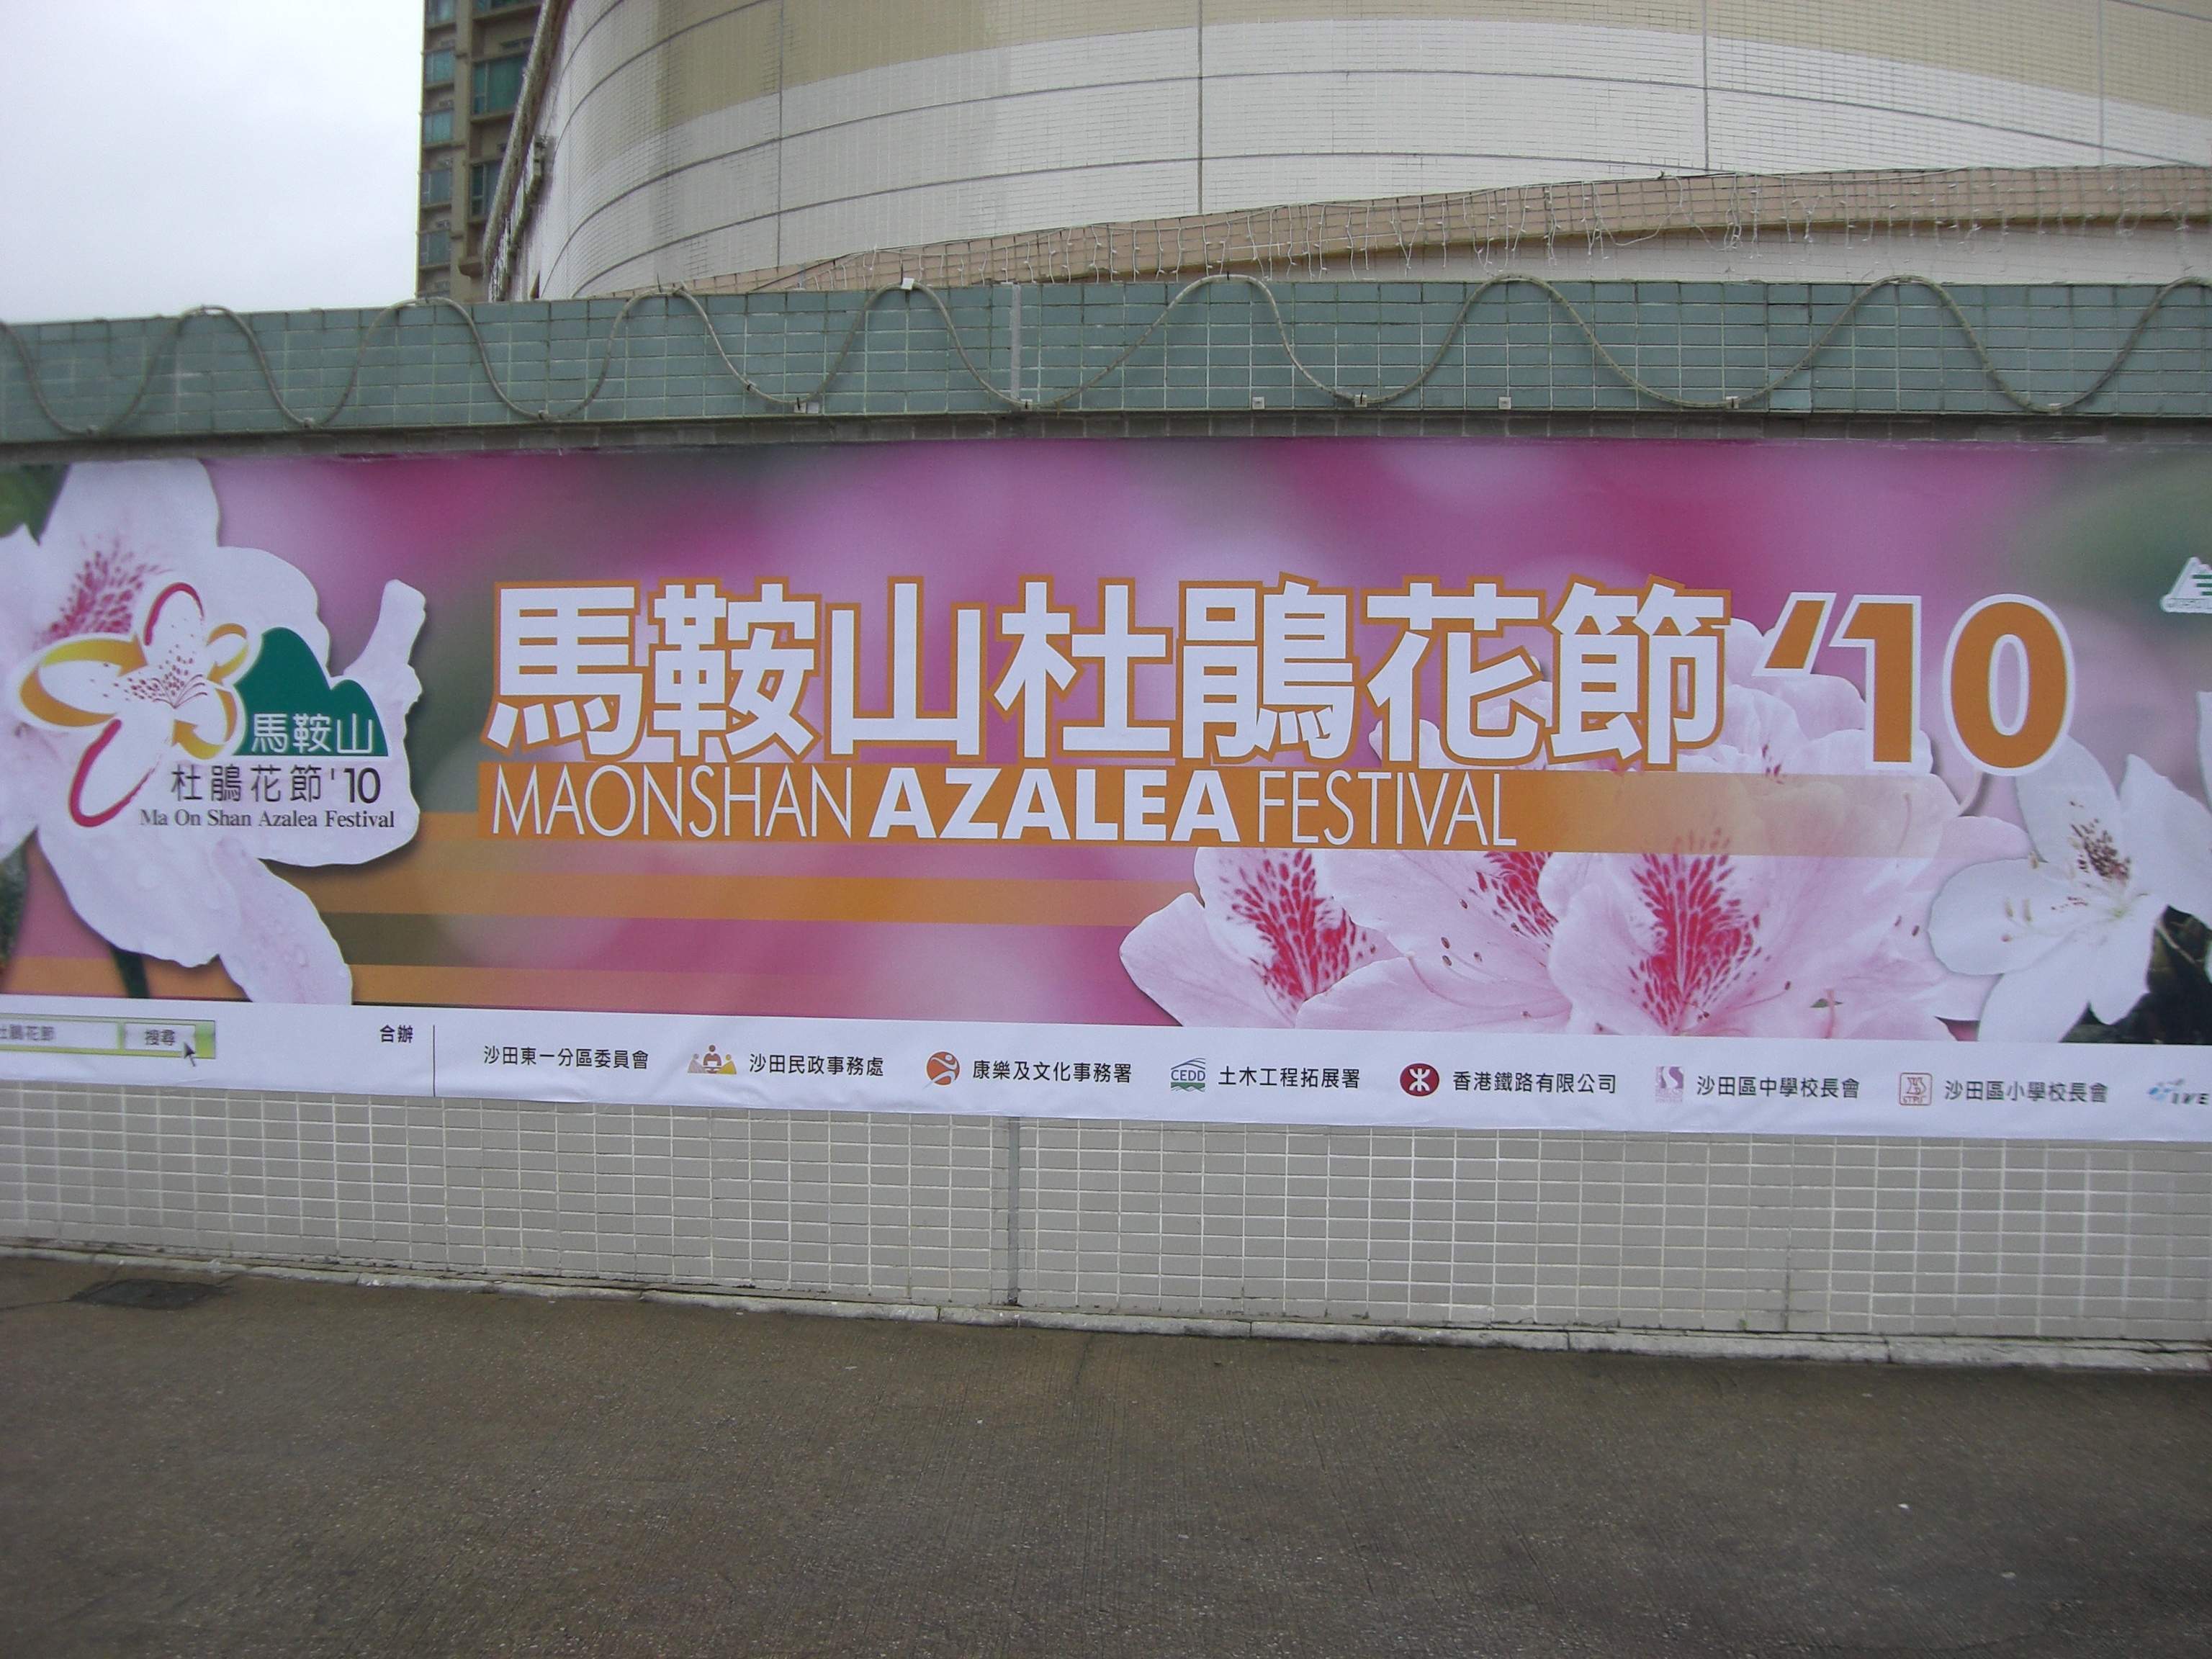 馬鞍山杜鵑花節 '10
MAONSHAN AZALEA FESTIVAL
馬鞍山
杜鵑花節 '10
Ma On Shan Azalea Festival
杜鵑花節
搜尋
合辦
沙田東一分區委員會
沙田民政事務處
康樂及文化事務署
CEDD
土木工程拓展署
香港鐵路有限公司
沙田區中學校長會
沙田區小學校長會